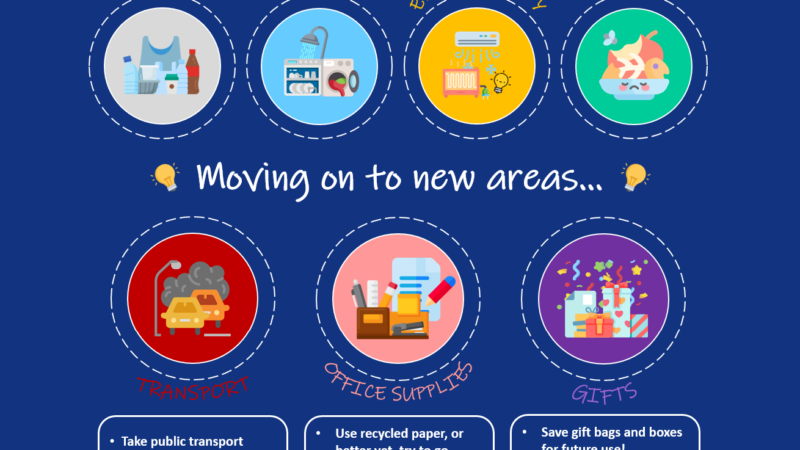 Moving on to new areas...
TRANSPORT
OFFICE SUPPLIES
GIFTS
• Take public transport
• Use recycled paper, or
better yet, try to go
• Save gift bags and boxes
for future use!